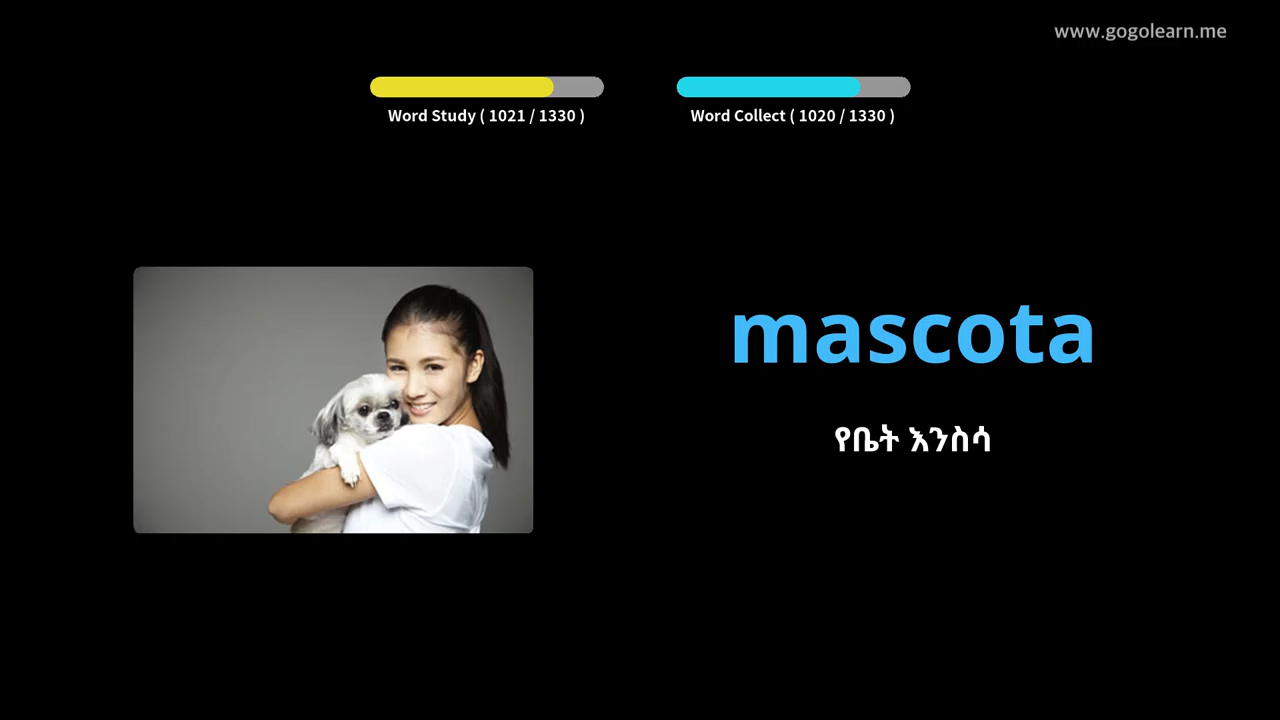 www.gogolearn.me
Word Study ( 1021 / 1330 )
Word Collect ( 1020 / 1330 )
mascota
የቤት እንስሳ